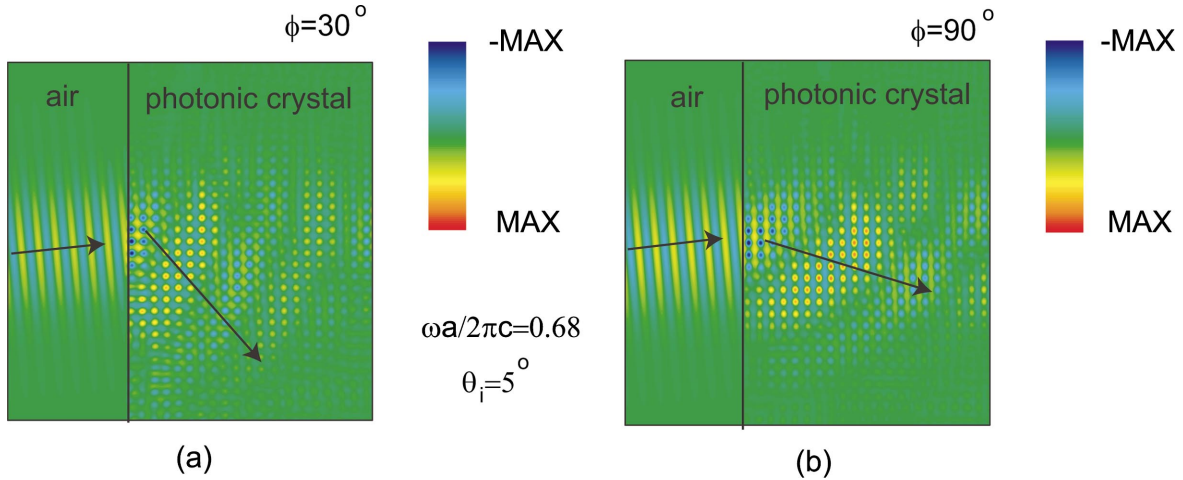 ϕ=30°
-MAX
air
photonic crystal
MAX
(a)
ωa/2πc=0.68
θi=5°
ϕ=90°
-MAX
air
photonic crystal
MAX
(b)